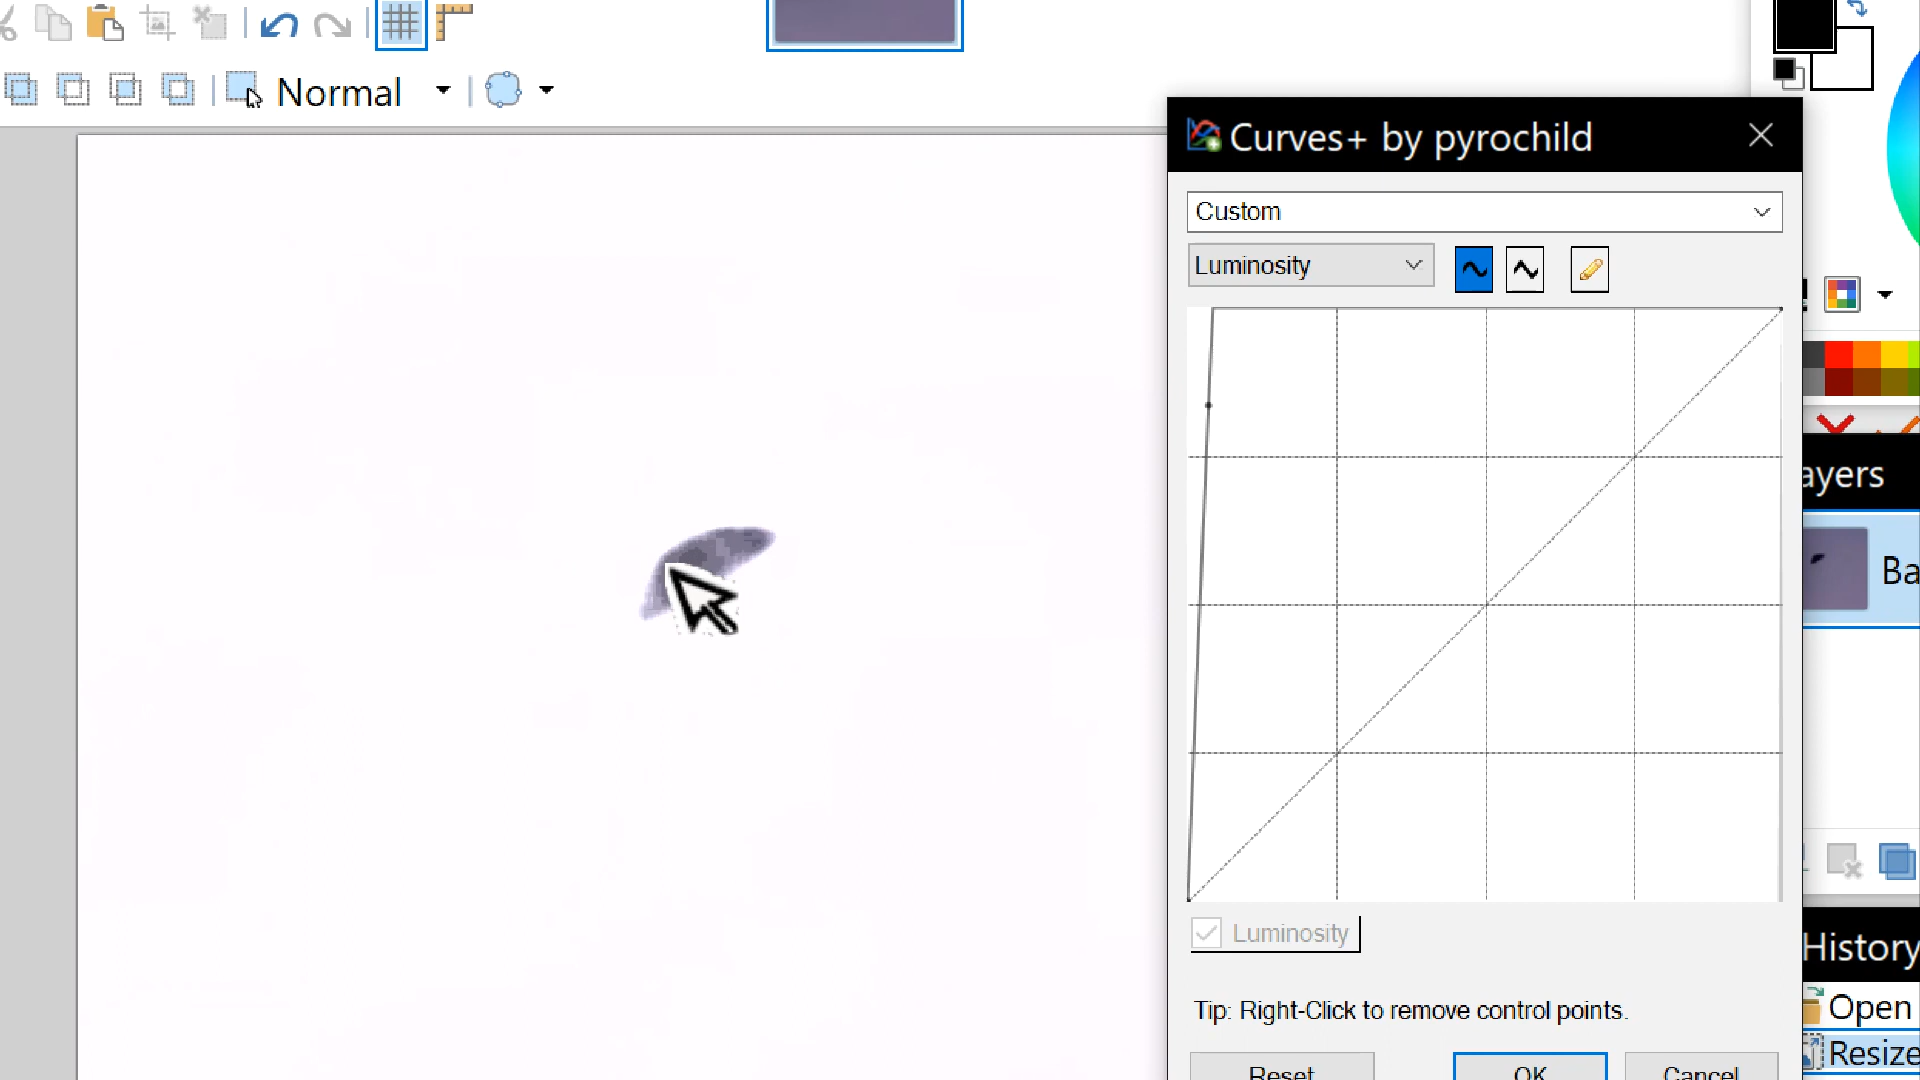 Normal
Curves+ by pyrochild
Custom
Luminosity
ayers
Ba
Luminosity
History
Tip: Right-Click to remove control points.
Open
Resize
Reset
OK
Cancel